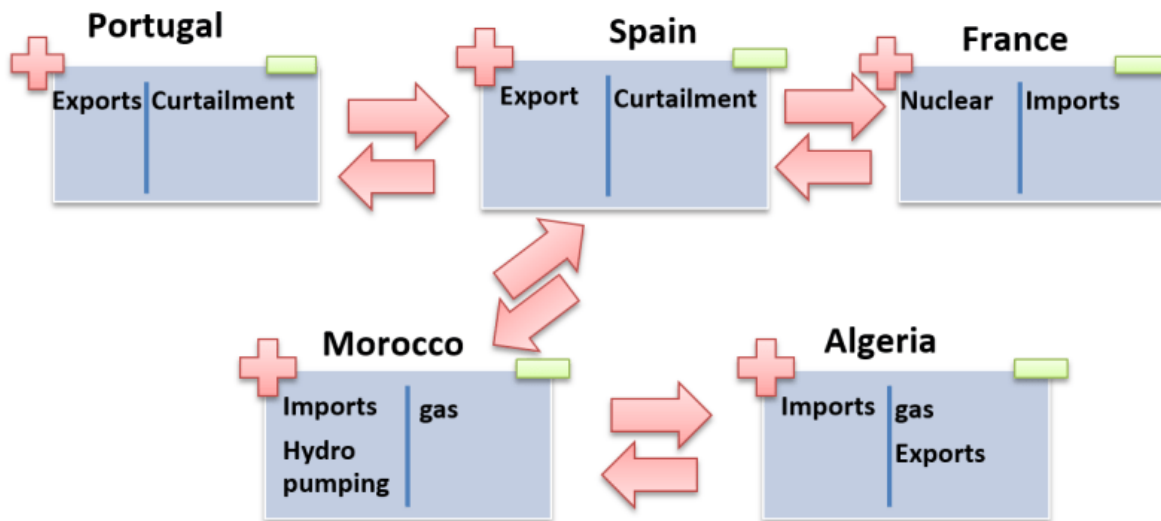 Portugal
Spain
France
Exports Curtailment
Export Curtailment
Nuclear Imports
Morocco
Algeria
Imports gas
Hydro
pumping
Imports gas
Exports